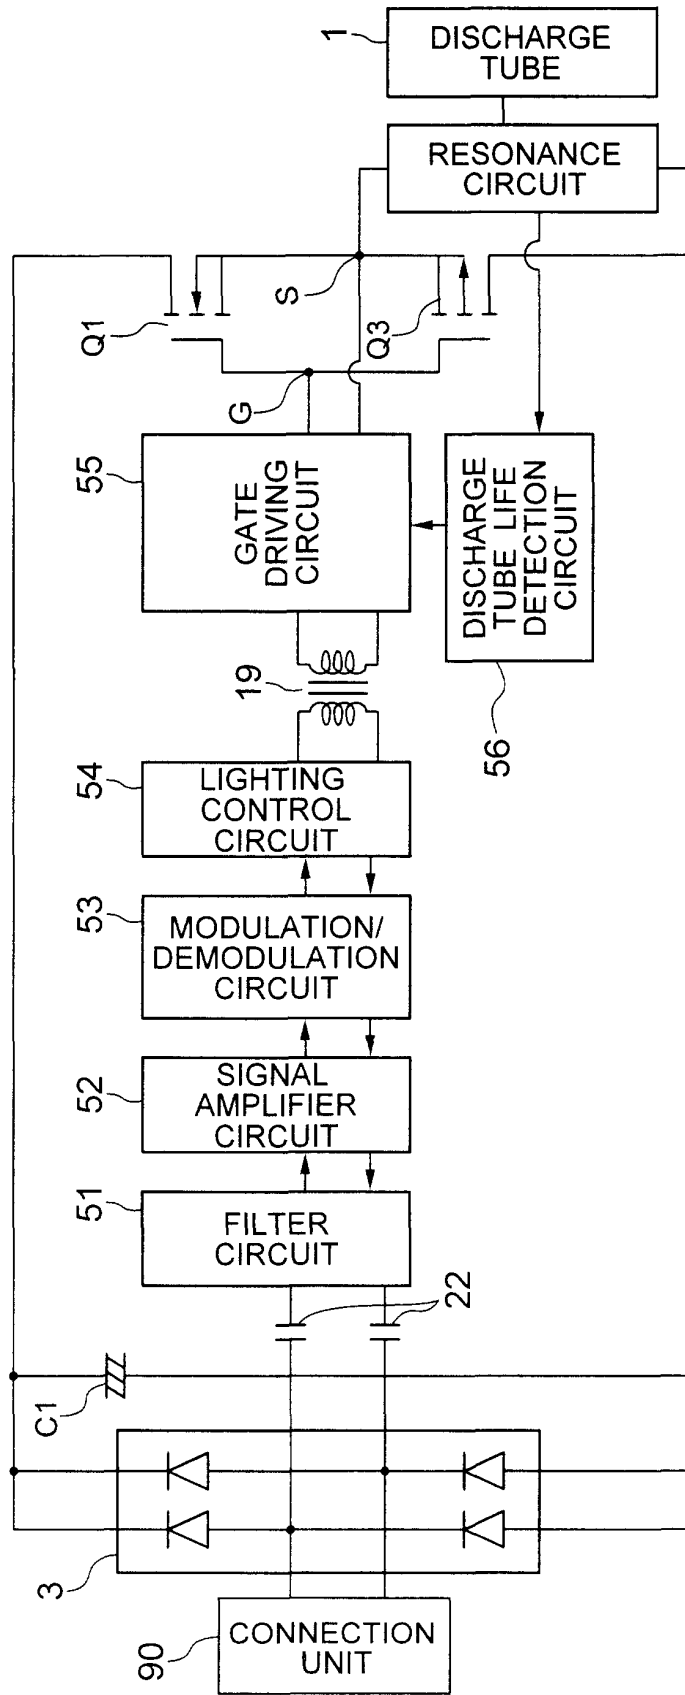 1
DISCHARGE
TUBE
RESONANCE
CIRCUIT
S
Q1
Q3
G
55
GATE
DRIVING
CIRCUIT
DISCHARGE
TUBE LIFE
DETECTION
CIRCUIT
56
19
54
LIGHTING
CONTROL
CIRCUIT
53
MODULATION/
DEMODULATION
CIRCUIT
52
SIGNAL
AMPLIFIER
CIRCUIT
51
FILTER
CIRCUIT
22
C1
3
90
CONNECTION
UNIT